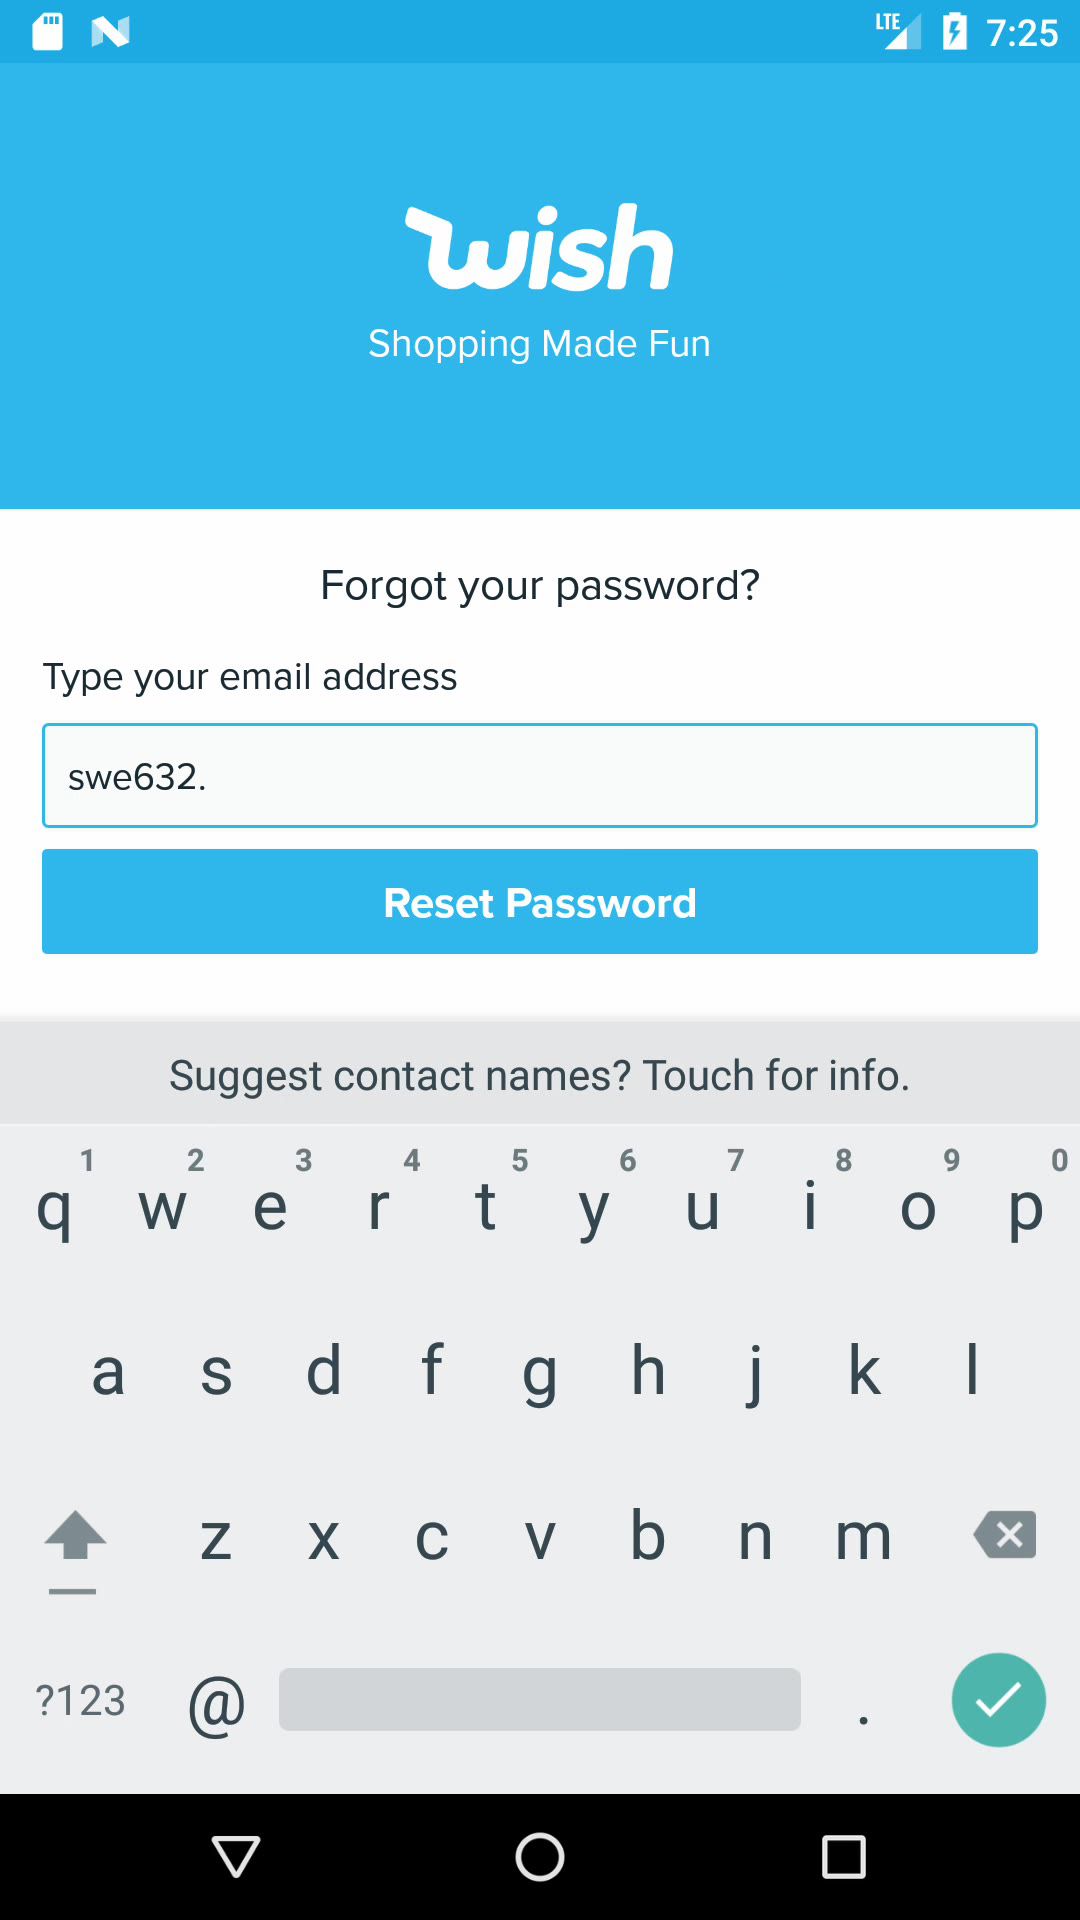 LTE 7:25
wish
Shopping Made Fun
Forgot your password?
Type your email address
swe632.
Reset Password
Suggest contact names? Touch for info.
1 2 3 4 5 6 7 8 9 0
q w e r t y u i o p
a s d f g h j k l
z x c v b n m
?123 @ .